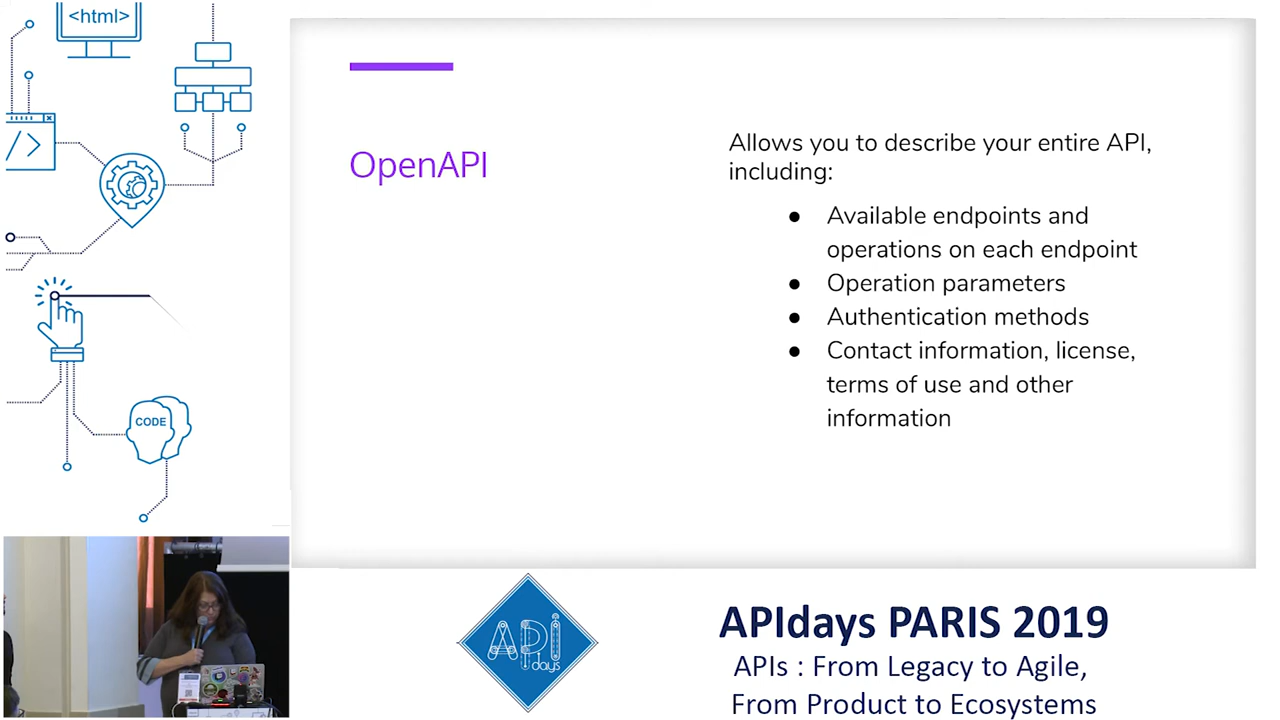 <html>
</>
CODE
OpenAPI
Allows you to describe your entire API,
including:
● Available endpoints and
operations on each endpoint
● Operation parameters
● Authentication methods
● Contact information, license,
terms of use and other
information
API
days
APIdays PARIS 2019
APIs : From Legacy to Agile,
From Product to Ecosystems